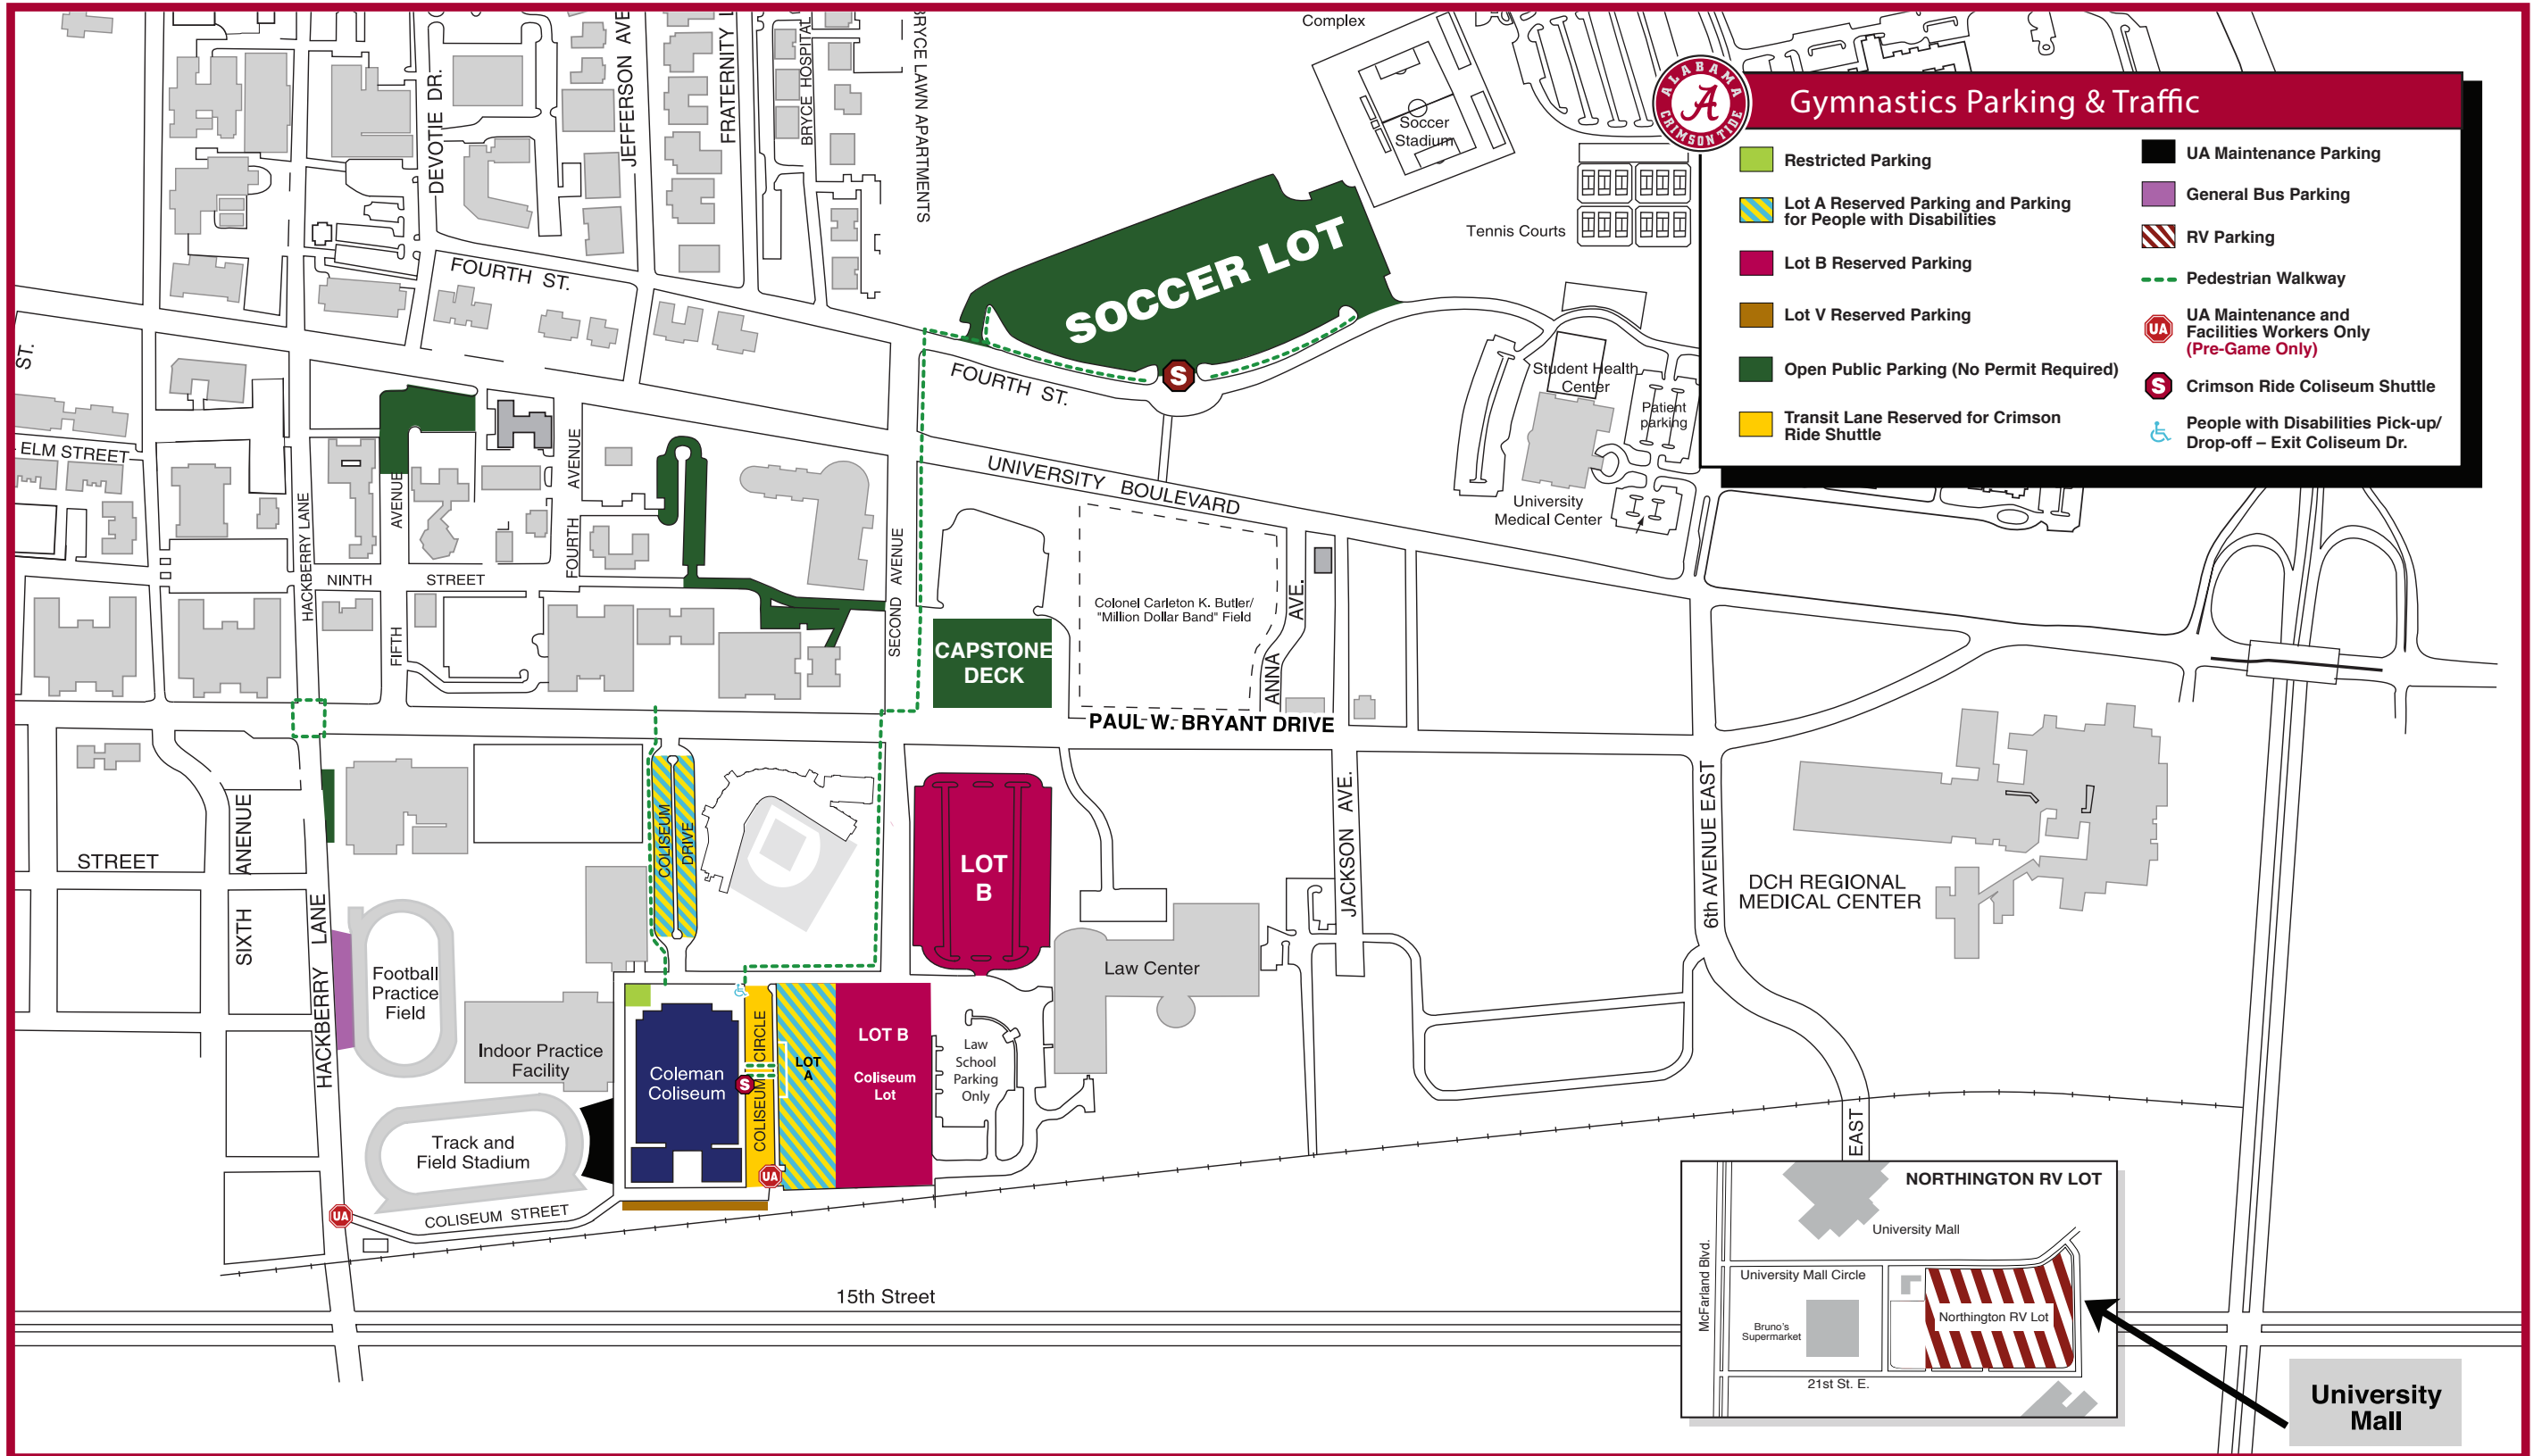 Complex
ALABAMA
A
CRIMSON TIDE
Gymnastics Parking & Traffic
Restricted Parking
Lot A Reserved Parking and Parking
for People with Disabilities
Lot B Reserved Parking
Lot V Reserved Parking
Open Public Parking (No Permit Required)
Transit Lane Reserved for Crimson
Ride Shuttle
UA Maintenance Parking
General Bus Parking
RV Parking
Pedestrian Walkway
UA
UA Maintenance and
Facilities Workers Only
(Pre-Game Only)
S
Crimson Ride Coliseum Shuttle
People with Disabilities Pick-up/
Drop-off – Exit Coliseum Dr.
DEVOTIE DR.
JEFFERSON AVE
FRATERNITY
BRYCE HOSPITAL
BRYCE LAWN APARTMENTS
Soccer
Stadium
Tennis Courts
SOCCER LOT
S
FOURTH ST.
FOURTH ST.
ST.
ELM STREET
Student Health
Center
Patient
parking
University
Medical Center
UNIVERSITY BOULEVARD
HACKBERRY LANE
AVENUE
FIFTH
AVENUE
FOURTH
NINTH STREET
SECOND AVENUE
Colonel Carleton K. Butler/
"Million Dollar Band" Field
ANNA AVE.
CAPSTONE
DECK
PAUL W. BRYANT DRIVE
STREET
SIXTH ANENUE
HACKBERRY LANE
COLISEUM
DRIVE
LOT
B
JACKSON AVE.
6th AVENUE EAST
DCH REGIONAL
MEDICAL CENTER
Law Center
Football
Practice
Field
Indoor Practice
Facility
Coleman
Coliseum
S
COLISEUM CIRCLE
LOT
A
LOT B
Coliseum
Lot
Law
School
Parking
Only
Track and
Field Stadium
UA
UA
COLISEUM STREET
EAST
15th Street
NORTHINGTON RV LOT
University Mall
McFarland Blvd.
University Mall Circle
Bruno's
Supermarket
Northington RV Lot
21st St. E.
University
Mall